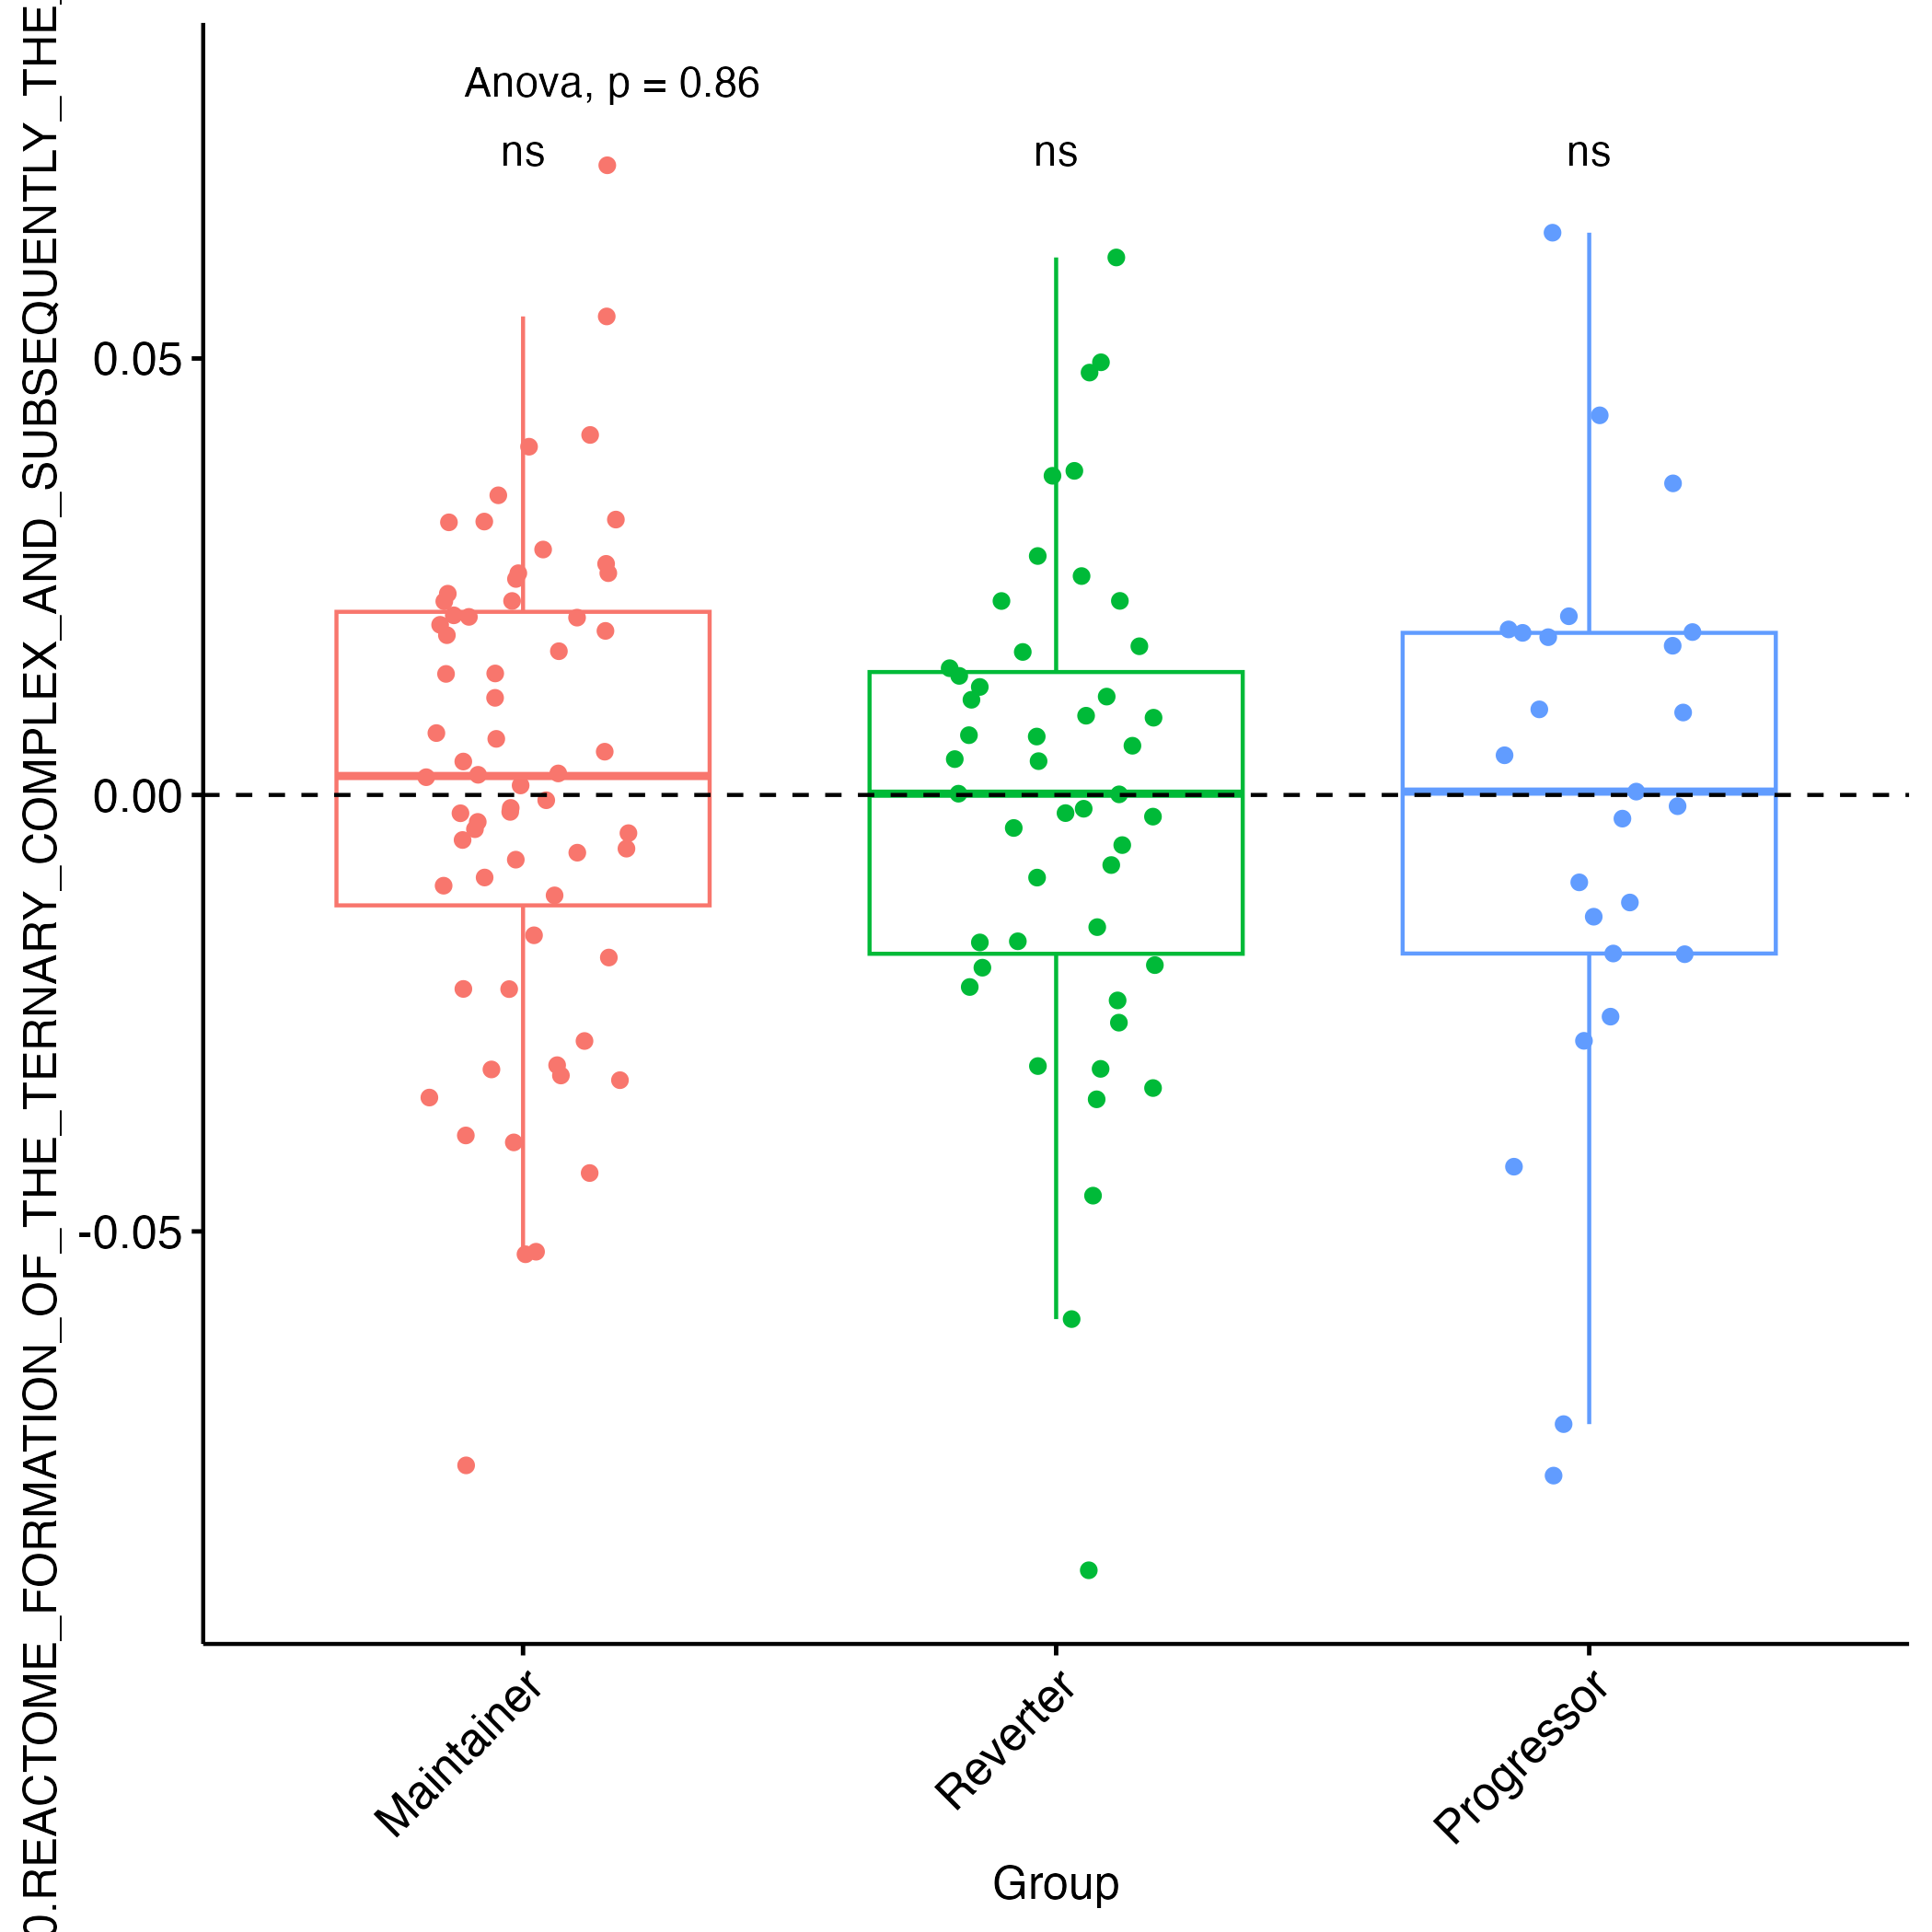 Anova, p = 0.86
ns ns ns
0.05
0.00
-0.05
0.REACTOME_FORMATION_OF_THE_TERNARY_COMPLEX_AND_SUBSEQUENTLY_THE_
Maintainer
Reverter
Progressor
Group